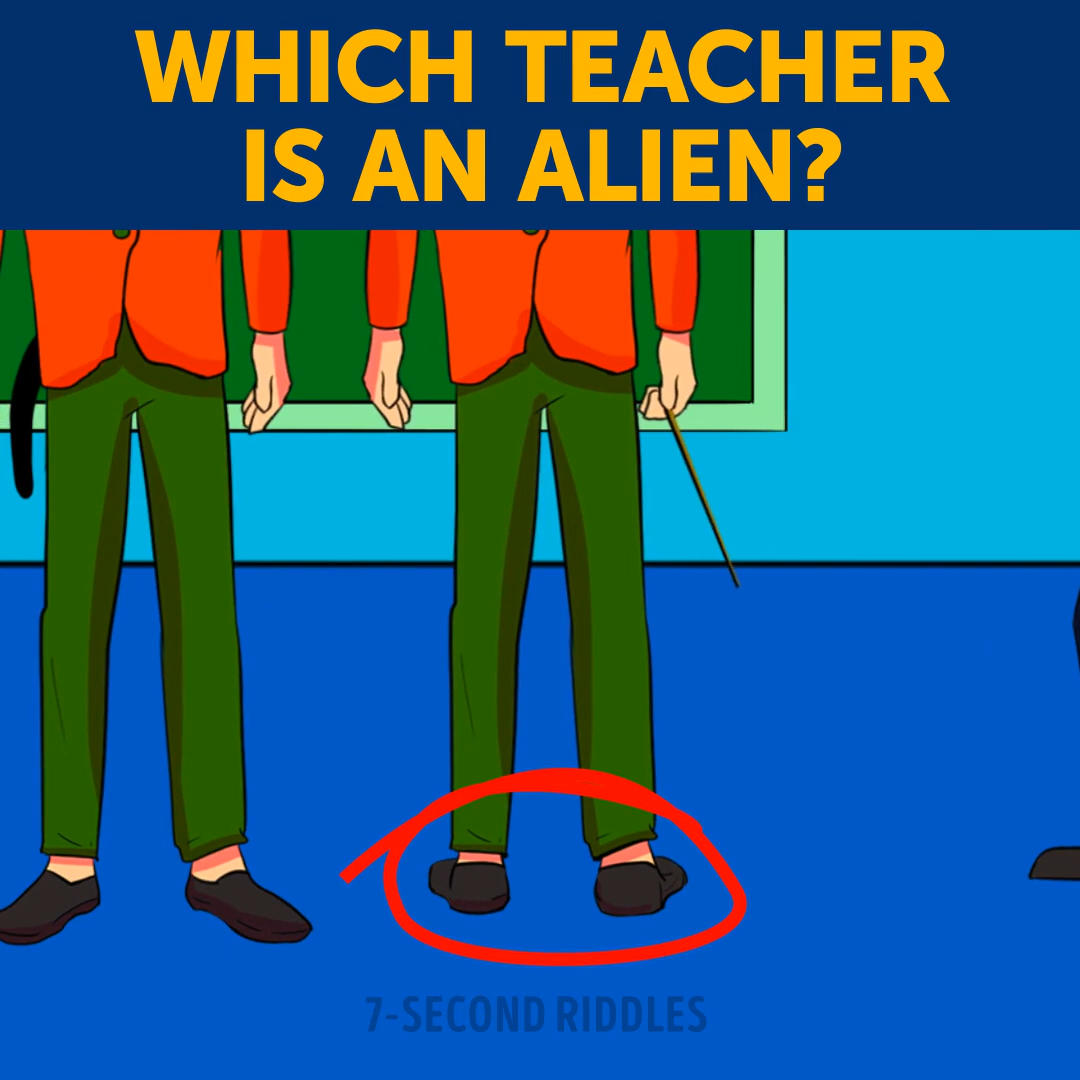 WHICH TEACHER
IS AN ALIEN?
7-SECOND RIDDLES